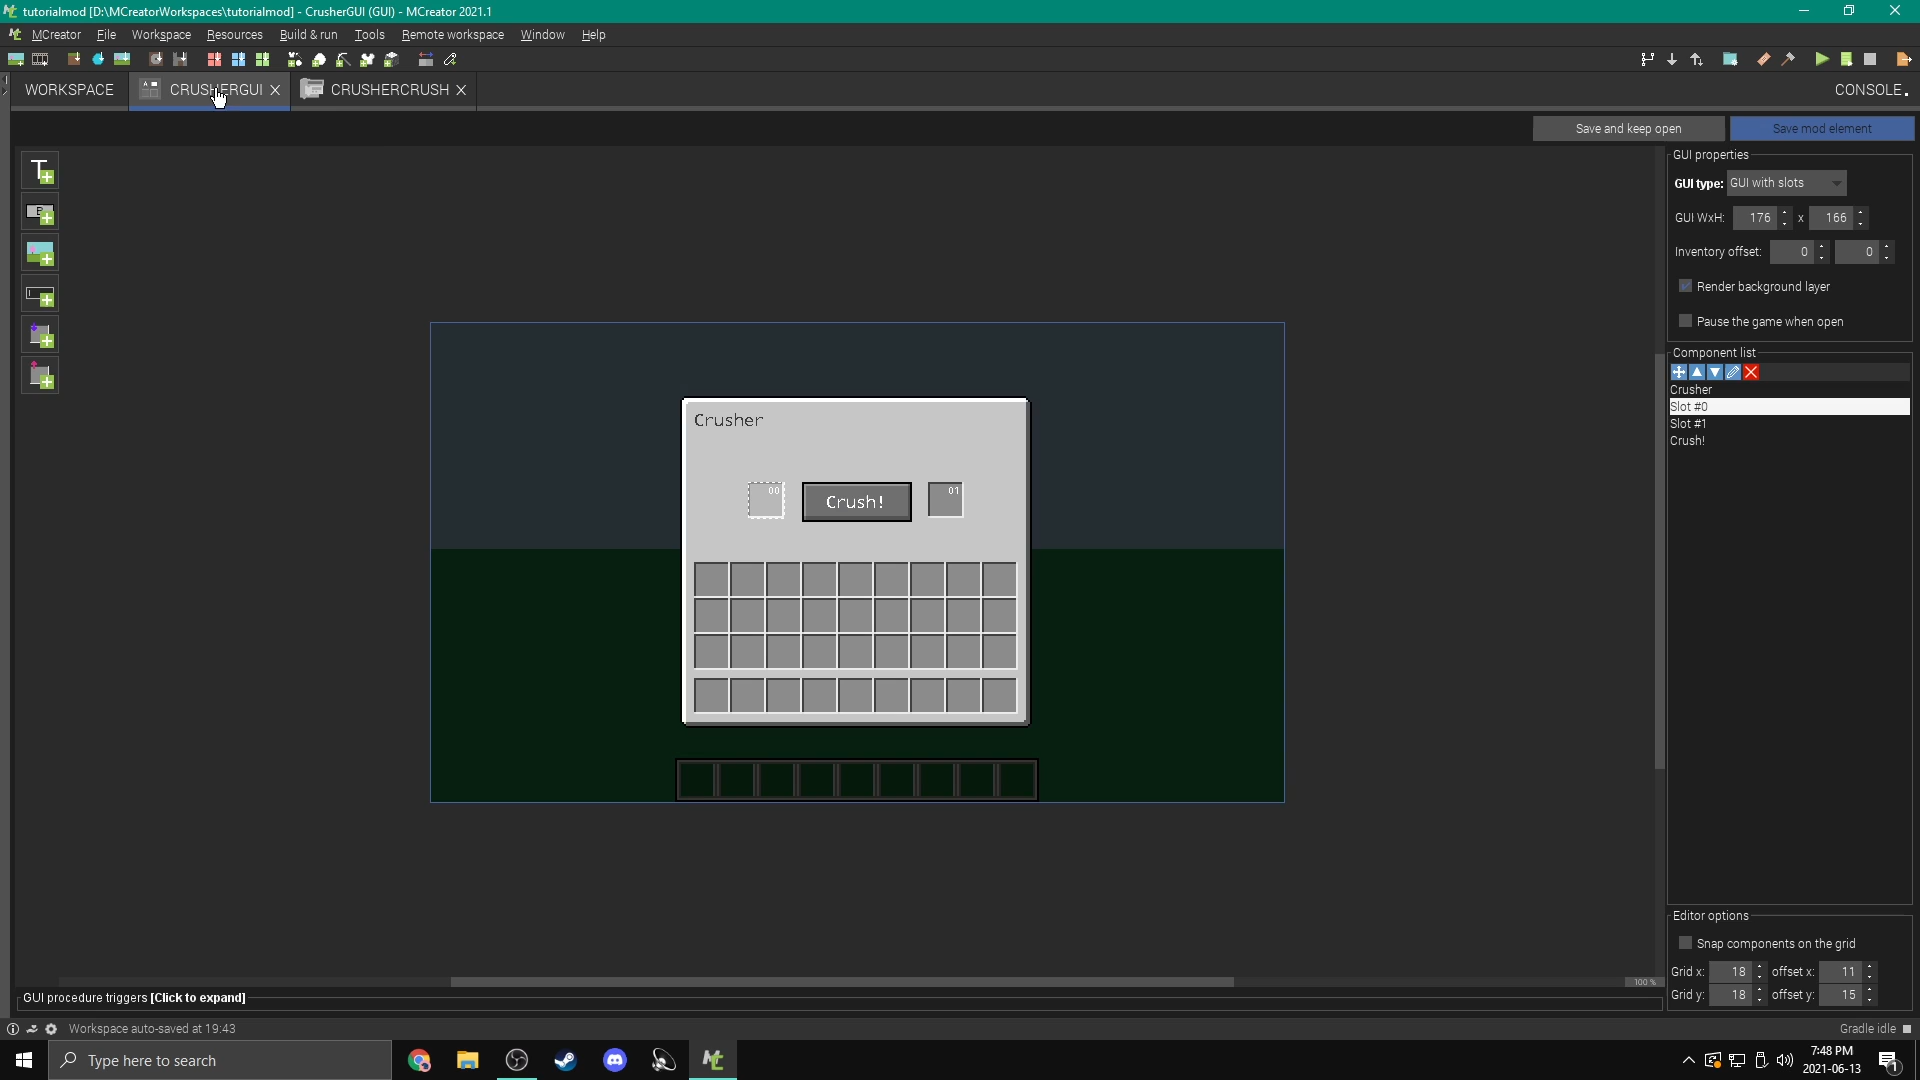 tutorialmod [D:\MCreatorWorkspaces\tutorialmod] - CrusherGUI (GUI) - MCreator 2021.1
MCreator File Workspace Resources Build & run Tools Remote workspace Window Help
WORKSPACE CRUSHERGUI CRUSHERCRUSH CONSOLE
Save and keep open Save mod element
GUI properties
GUI type: GUI with slots
GUI WxH: 176 x 166
Inventory offset: 0 0
Render background layer
Pause the game when open
Component list
Crusher
Slot #0
Slot #1
Crush!
Crusher
00 Crush! 01
Editor options
Snap components on the grid
Grid x: 18 offset x: 11
100 %
Grid y: 18 offset y: 15
GUI procedure triggers [Click to expand]
Workspace auto-saved at 19:43 Gradle idle
Type here to search
7:48 PM
2021-06-13
1